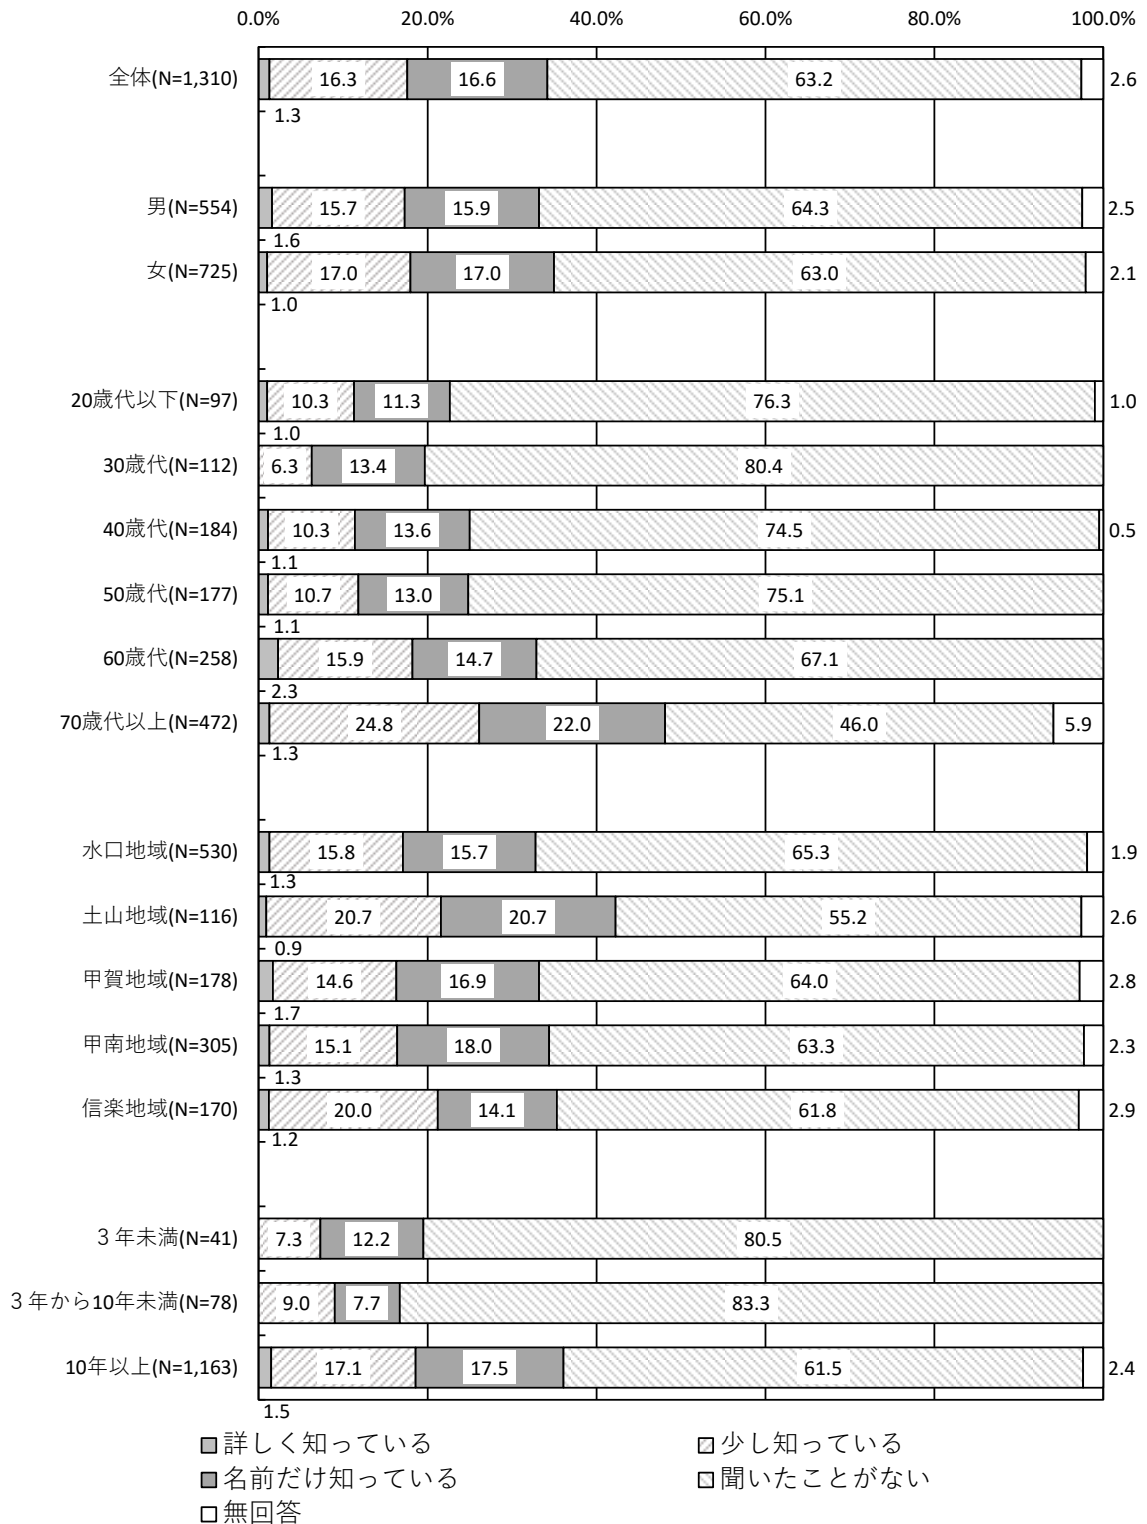 0.0% 20.0% 40.0% 60.0% 80.0% 100.0%
全体(N=1,310) 16.3 16.6 63.2 2.6
1.3
男(N=554) 15.7 15.9 64.3 2.5
1.6
女(N=725) 17.0 17.0 63.0 2.1
1.0
20歳代以下(N=97) 10.3 11.3 76.3 1.0
1.0
30歳代(N=112) 6.3 13.4 80.4
40歳代(N=184) 10.3 13.6 74.5 0.5
1.1
50歳代(N=177) 10.7 13.0 75.1
1.1
60歳代(N=258) 15.9 14.7 67.1
2.3
70歳代以上(N=472) 24.8 22.0 46.0 5.9
1.3
水口地域(N=530) 15.8 15.7 65.3 1.9
1.3
土山地域(N=116) 20.7 20.7 55.2 2.6
0.9
甲賀地域(N=178) 14.6 16.9 64.0 2.8
1.7
甲南地域(N=305) 15.1 18.0 63.3 2.3
1.3
信楽地域(N=170) 20.0 14.1 61.8 2.9
1.2
３年未満(N=41) 7.3 12.2 80.5
３年から10年未満(N=78) 9.0 7.7 83.3
10年以上(N=1,163) 17.1 17.5 61.5 2.4
1.5
詳しく知っている 少し知っている
名前だけ知っている 聞いたことがない
無回答